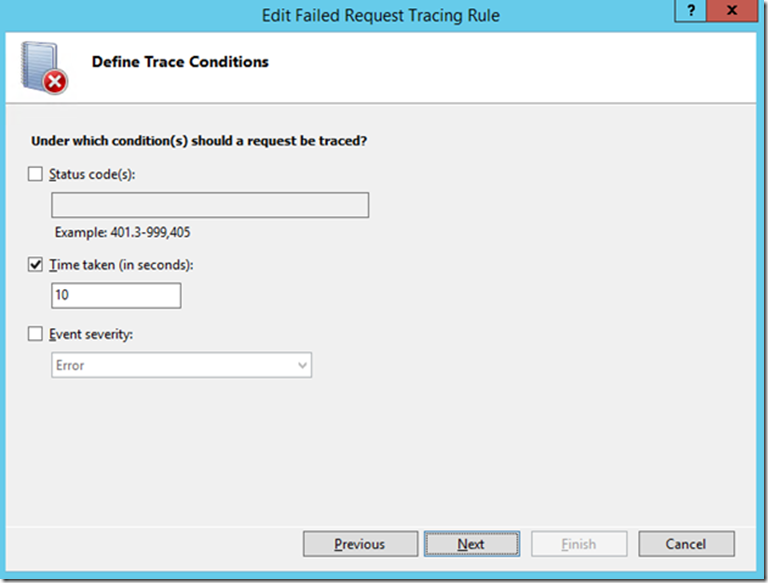 Edit Failed Request Tracing Rule
?
x
Define Trace Conditions
Under which condition(s) should a request be traced?
Status code(s):
Example: 401.3-999,405
Time taken (in seconds):
10
Event severity:
Error
Previous Next Finish Cancel